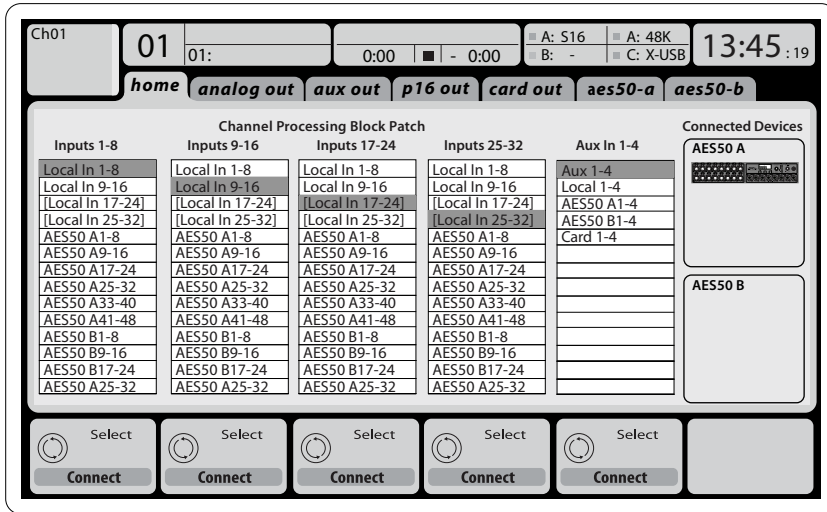 Ch01
01
01:
0:00
- 0:00
A: S16
B: -
A: 48K
C: X-USB
13:45 :19
home
analog out
aux out
p16 out
card out
aes50-a
aes50-b
Channel Processing Block Patch
Connected Devices
Inputs 1-8
Inputs 9-16
Inputs 17-24
Inputs 25-32
Aux In 1-4
Local In 1-8
Local In 9-16
[Local In 17-24]
[Local In 25-32]
AES50 A1-8
AES50 A9-16
AES50 A17-24
AES50 A25-32
AES50 A33-40
AES50 A41-48
AES50 B1-8
AES50 B9-16
AES50 B17-24
AES50 A25-32
Local In 1-8
Local In 9-16
[Local In 17-24]
[Local In 25-32]
AES50 A1-8
AES50 A9-16
AES50 A17-24
AES50 A25-32
AES50 A33-40
AES50 A41-48
AES50 B1-8
AES50 B9-16
AES50 B17-24
AES50 A25-32
Local In 1-8
Local In 9-16
[Local In 17-24]
[Local In 17-24]
[Local In 25-32]
AES50 A1-8
AES50 A9-16
AES50 A17-24
AES50 A25-32
AES50 A33-40
AES50 A41-48
AES50 B1-8
AES50 B9-16
AES50 B17-24
AES50 A25-32
Local In 1-8
Local In 9-16
[Local In 17-24]
[Local In 25-32]
AES50 A1-8
AES50 A9-16
AES50 A17-24
AES50 A25-32
AES50 A33-40
AES50 A41-48
AES50 B1-8
AES50 B9-16
AES50 B17-24
AES50 A25-32
Aux 1-4
Local 1-4
AES50 A1-4
AES50 B1-4
Card 1-4
AES50 A
AES50 B
Select
Connect
Select
Connect
Select
Connect
Select
Connect
Select
Connect